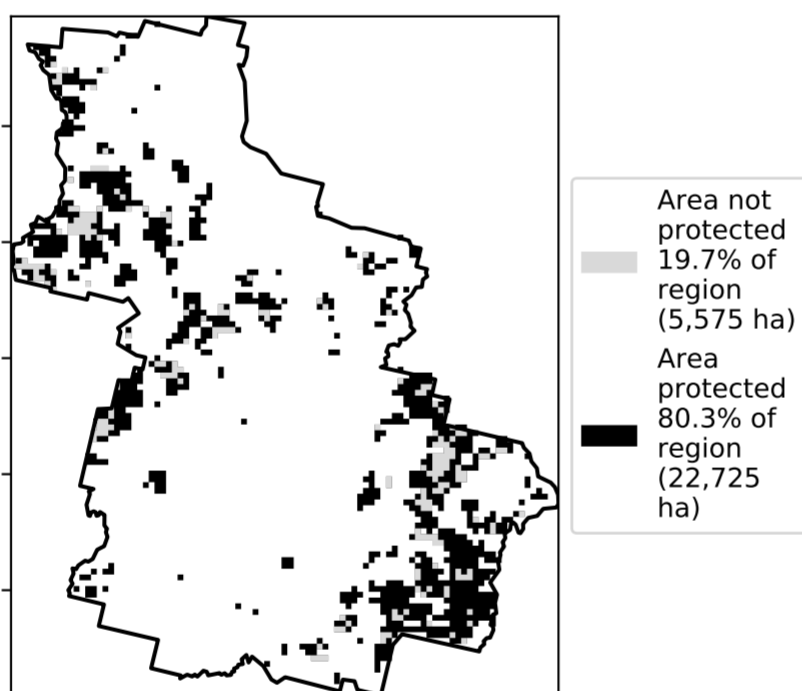 Area not
protected
19.7% of
region
(5,575 ha)
Area
protected
80.3% of
region
(22,725
ha)